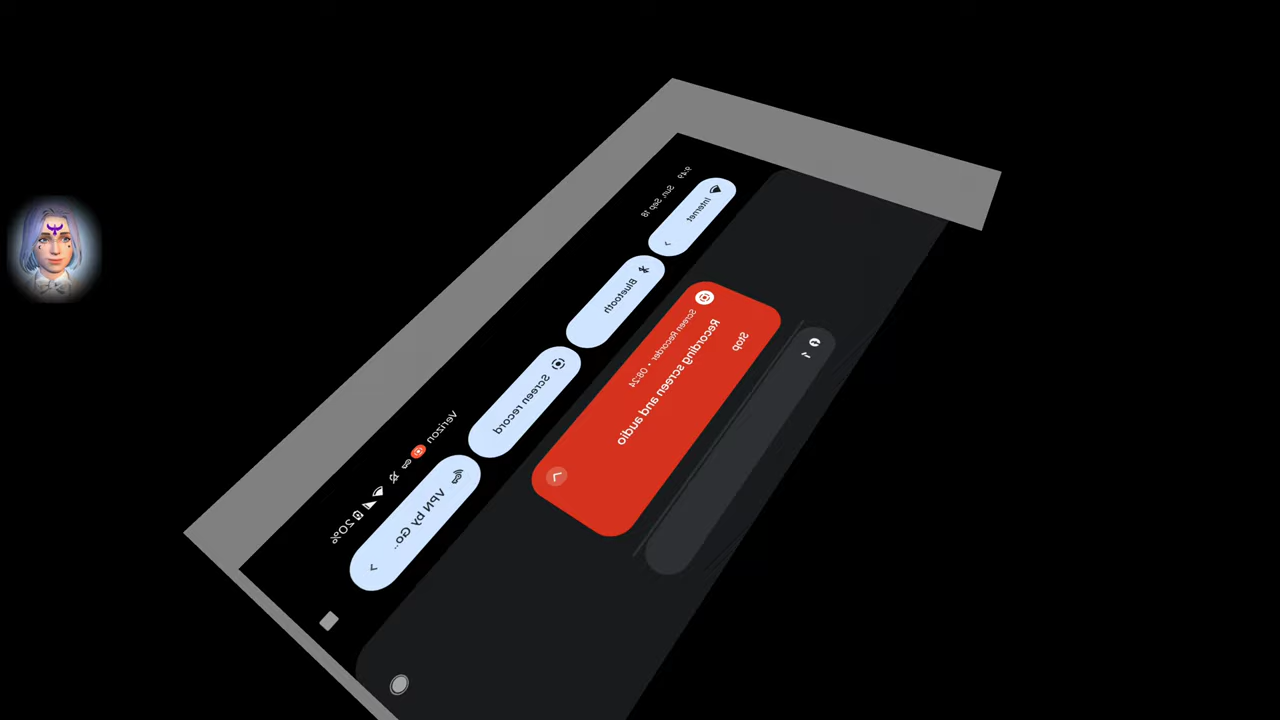 9:49
Sun, Sep 18
Verizon
20%
Internet
Bluetooth
Screen record
VPN by Go..
Screen Recorder • 08:24
Recording screen and audio
Stop